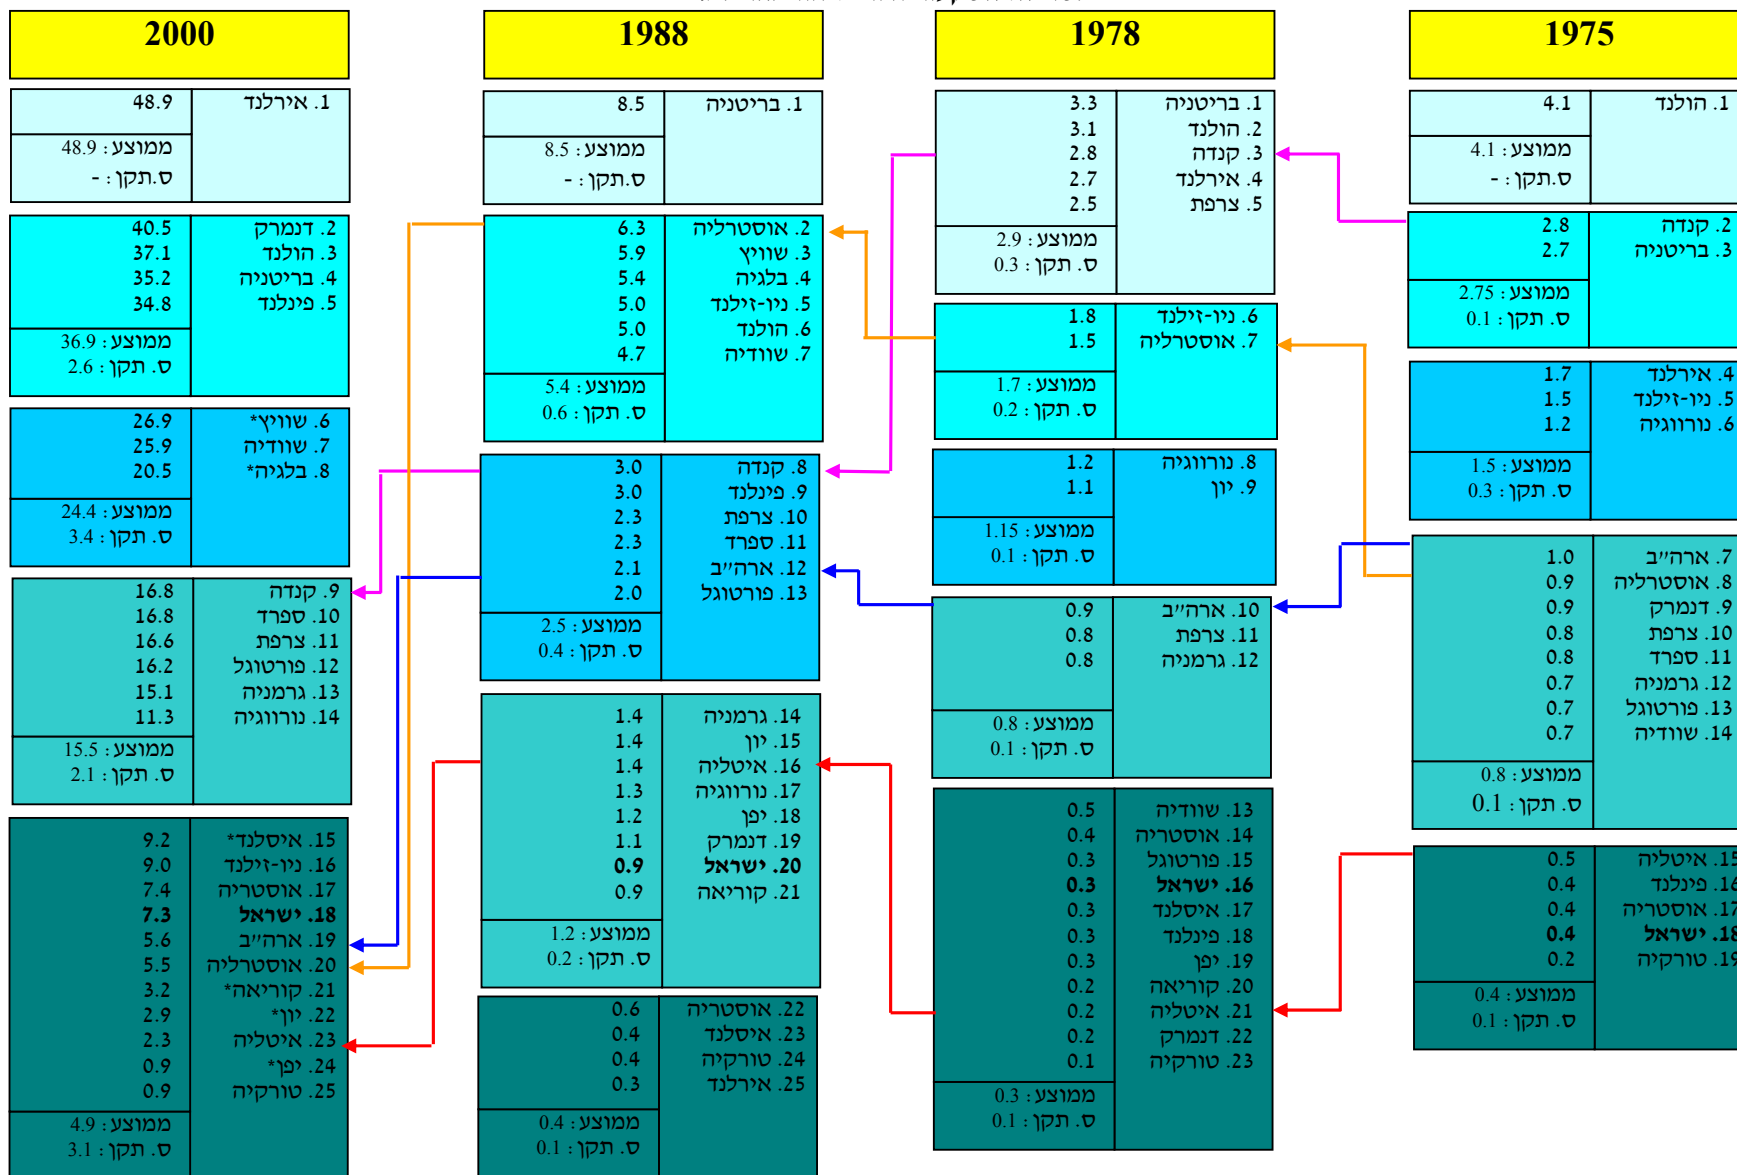 1975
1. הולנד 4.1
ממוצע: 4.1
ס.תקן: -
2. קנדה 2.8
3. בריטניה 2.7
ממוצע: 2.75
ס. תקן: 0.1
4. אירלנד 1.7
5. ניו-זילנד 1.5
6. נורווגיה 1.2
ממוצע: 1.5
ס. תקן: 0.3
7. ארה״ב 1.0
8. אוסטרליה 0.9
9. דנמרק 0.9
10. צרפת 0.8
11. ספרד 0.8
12. גרמניה 0.7
13. פורטוגל 0.7
14. שוודיה 0.7
ממוצע: 0.8
ס. תקן: 0.1
15. איטליה 0.5
16. פינלנד 0.4
17. אוסטריה 0.4
18. ישראל 0.4
19. טורקיה 0.2
ממוצע: 0.4
ס. תקן: 0.1
1978
1. בריטניה 3.3
2. הולנד 3.1
3. קנדה 2.8
4. אירלנד 2.7
5. צרפת 2.5
ממוצע: 2.9
ס. תקן: 0.3
6. ניו-זילנד 1.8
7. אוסטרליה 1.5
ממוצע: 1.7
ס. תקן: 0.2
8. נורווגיה 1.2
9. יון 1.1
ממוצע: 1.15
ס. תקן: 0.1
10. ארה״ב 0.9
11. צרפת 0.8
12. גרמניה 0.8
ממוצע: 0.8
ס. תקן: 0.1
13. שוודיה 0.5
14. אוסטריה 0.4
15. פורטוגל 0.3
16. ישראל 0.3
17. איסלנד 0.3
18. פינלנד 0.3
19. יפן 0.3
20. קוריאה 0.2
21. איטליה 0.2
22. דנמרק 0.2
23. טורקיה 0.1
ממוצע: 0.3
ס. תקן: 0.1
1988
1. בריטניה 8.5
ממוצע: 8.5
ס.תקן: -
2. אוסטרליה 6.3
3. שוויץ 5.9
4. בלגיה 5.4
5. ניו-זילנד 5.0
6. הולנד 5.0
7. שוודיה 4.7
ממוצע: 5.4
ס. תקן: 0.6
8. קנדה 3.0
9. פינלנד 3.0
10. צרפת 2.3
11. ספרד 2.3
12. ארה״ב 2.1
13. פורטוגל 2.0
ממוצע: 2.5
ס. תקן: 0.4
14. גרמניה 1.4
15. יון 1.4
16. איטליה 1.4
17. נורווגיה 1.3
18. יפן 1.2
19. דנמרק 1.1
20. ישראל 0.9
21. קוריאה 0.9
ממוצע: 1.2
ס. תקן: 0.2
22. אוסטריה 0.6
23. איסלנד 0.4
24. טורקיה 0.4
25. אירלנד 0.3
ממוצע: 0.4
ס. תקן: 0.1
2000
1. אירלנד 48.9
ממוצע: 48.9
ס.תקן: -
2. דנמרק 40.5
3. הולנד 37.1
4. בריטניה 35.2
5. פינלנד 34.8
ממוצע: 36.9
ס. תקן: 2.6
6. שוויץ* 26.9
7. שוודיה 25.9
8. בלגיה* 20.5
ממוצע: 24.4
ס. תקן: 3.4
9. קנדה 16.8
10. ספרד 16.8
11. צרפת 16.6
12. פורטוגל 16.2
13. גרמניה 15.1
14. נורווגיה 11.3
ממוצע: 15.5
ס. תקן: 2.1
15. איסלנד* 9.2
16. ניו-זילנד 9.0
17. אוסטריה 7.4
18. ישראל 7.3
19. ארה״ב 5.6
20. אוסטרליה 5.5
21. קוריאה* 3.2
22. יון* 2.9
23. איטליה 2.3
24. יפן* 0.9
25. טורקיה 0.9
ממוצע: 4.9
ס. תקן: 3.1